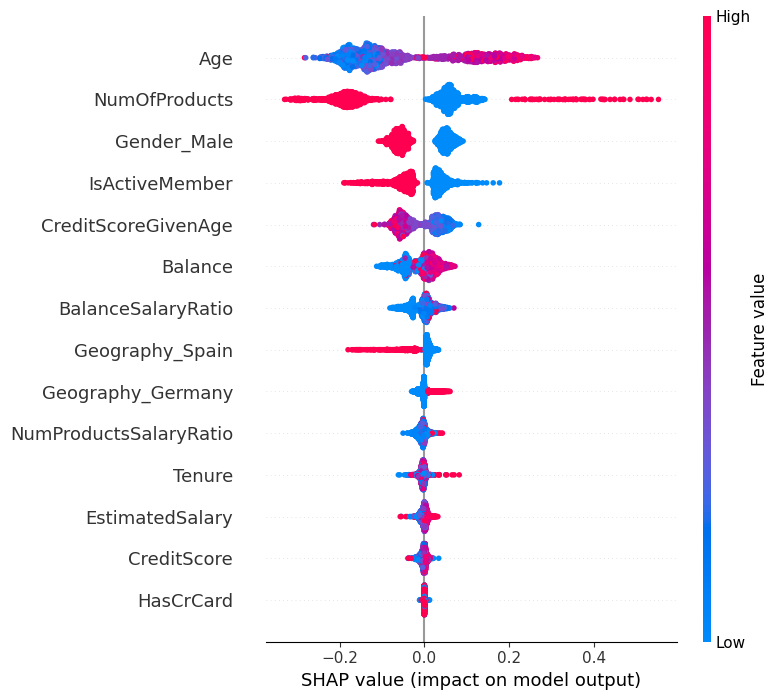 High
Age
NumOfProducts
Gender_Male
IsActiveMember
CreditScoreGivenAge
Balance
BalanceSalaryRatio
Geography_Spain
Geography_Germany
NumProductsSalaryRatio
Tenure
EstimatedSalary
CreditScore
HasCrCard
Feature value
Low
−0.2 0.0 0.2 0.4
SHAP value (impact on model output)